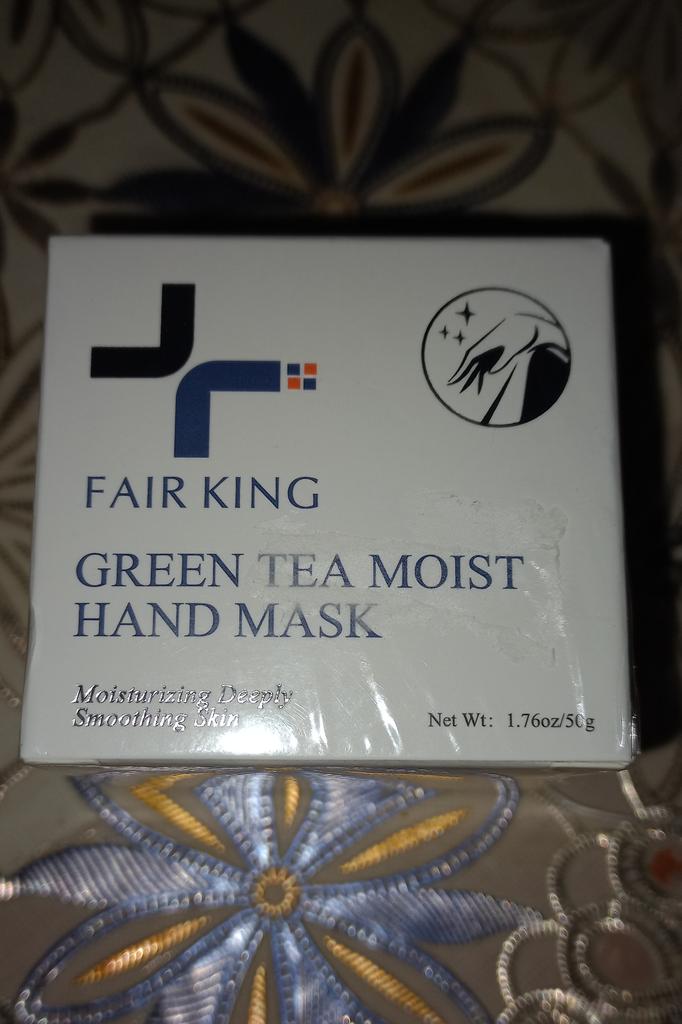 FAIR KING
GREEN TEA MOIST
HAND MASK
Moisturizing Deeply
Smoothing Skin
Net Wt: 1.76oz/50g